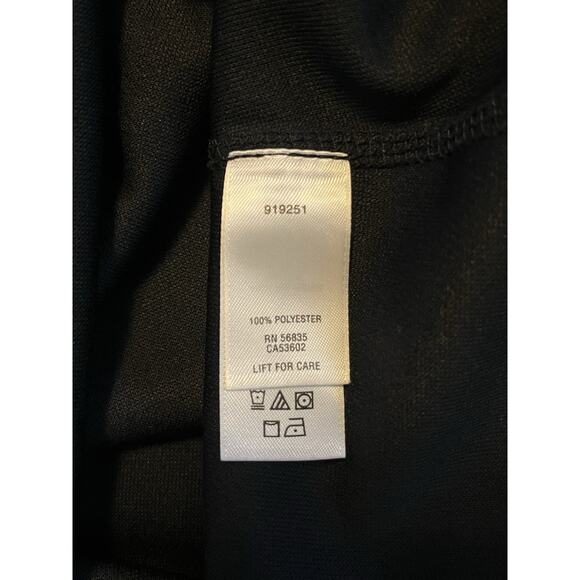 919251
100% POLYESTER
RN 56835
CA53602
LIFT FOR CARE